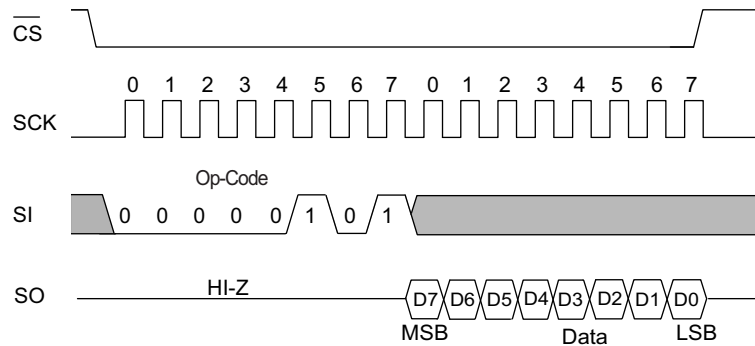 CS
0 1 2 3 4 5 6 7 0 1 2 3 4 5 6 7
SCK
Op-Code
SI 0 0 0 0 0 1 0 1
HI-Z
SO D7 D6 D5 D4 D3 D2 D1 D0
MSB Data LSB